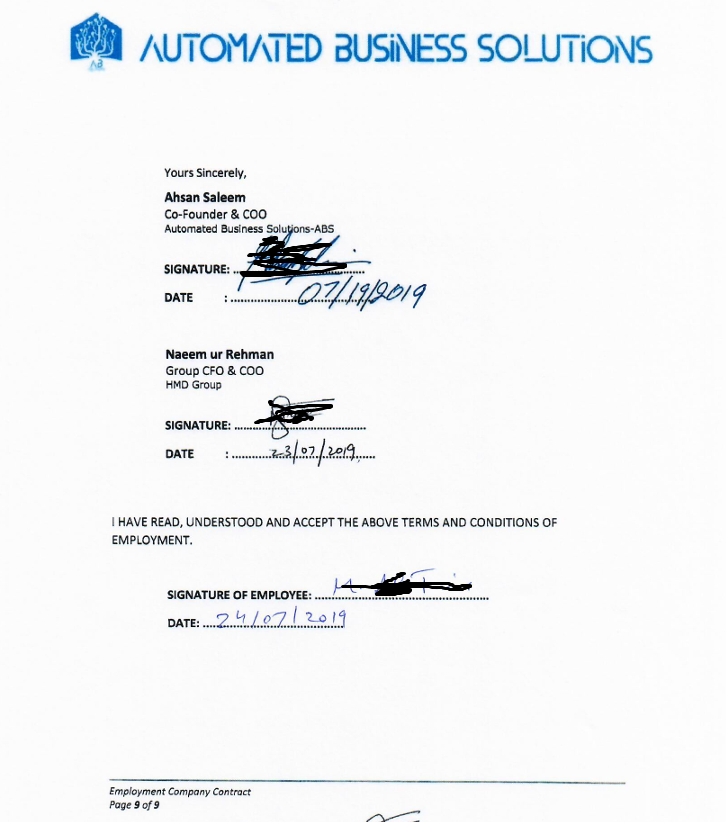 AUTOMATED BUSINESS SOLUTIONS
Yours Sincerely,
Ahsan Saleem
Co-Founder & COO
Automated Business Solutions-ABS
SIGNATURE: ....................................
DATE : ....................................07/19/2019
Naeem ur Rehman
Group CFO & COO
HMD Group
SIGNATURE: ....................................
DATE : ....................................23/07/2019
I HAVE READ, UNDERSTOOD AND ACCEPT THE ABOVE TERMS AND CONDITIONS OF
EMPLOYMENT.
SIGNATURE OF EMPLOYEE: ....................................
DATE: ....................................24/07/2019
Employment Company Contract
Page 9 of 9